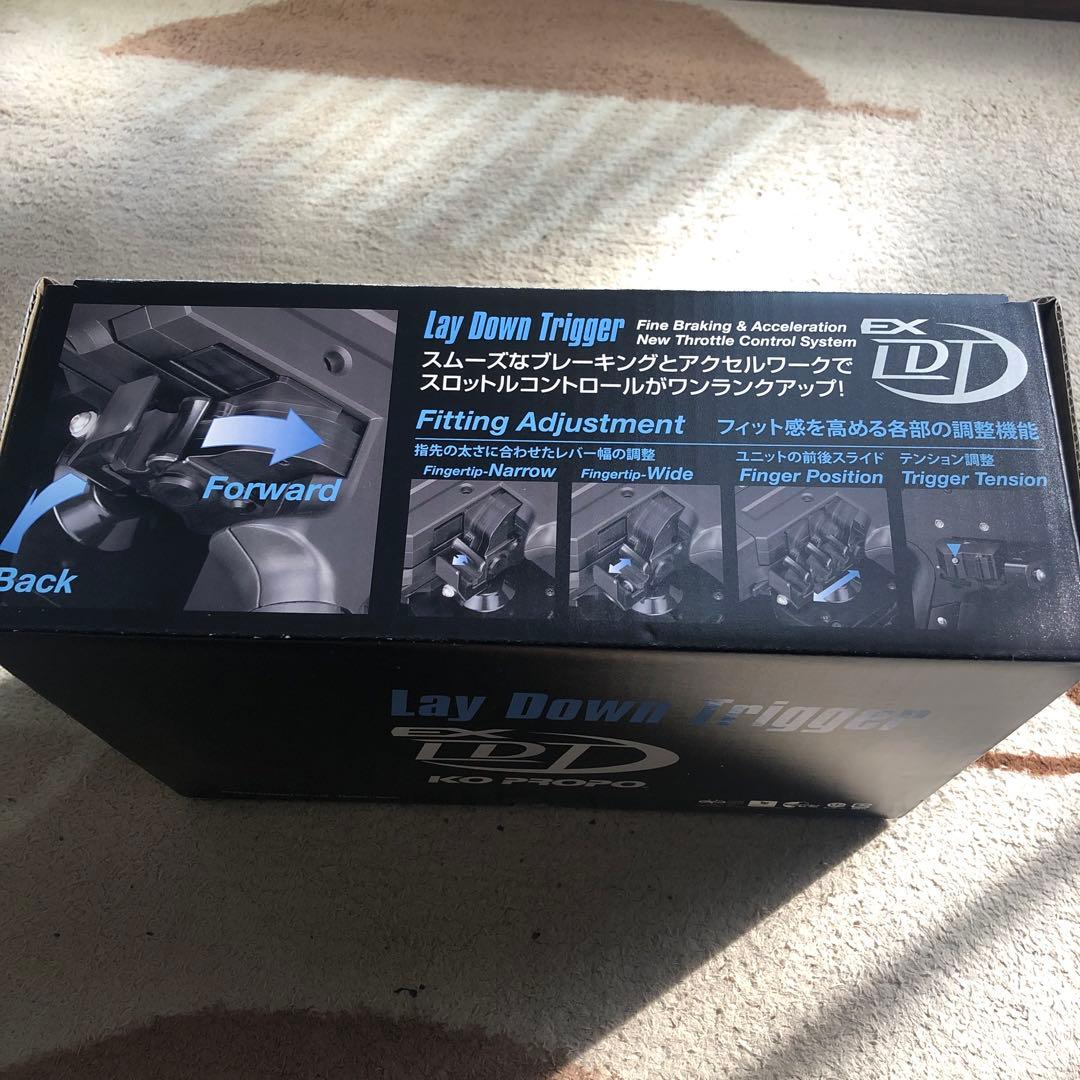 Lay Down Trigger
Fine Braking & Acceleration
New Throttle Control System
EX
LDT
スムーズなブレーキングとアクセルワークで
スロットルコントロールがワンランクアップ!
Fitting Adjustment フィット感を高める各部の調整機能
指先の太さに合わせたレバー幅の調整
Fingertip-Narrow
Fingertip-Wide
ユニットの前後スライド
Finger Position
テンション調整
Trigger Tension
Forward
Back
Lay Down Trigger
EX
LDT
KO PROPO